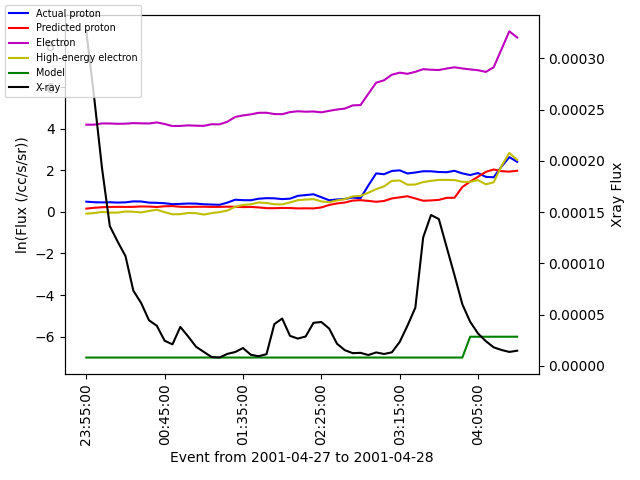 Actual proton
Predicted proton
Electron
High-energy electron
Model
X-ray
8
6
4
2
0
−2
−4
−6
ln(Flux (/cc/s/sr))
0.00030
0.00025
0.00020
0.00015
0.00010
0.00005
0.00000
Xray Flux
23:55:00
00:45:00
01:35:00
02:25:00
03:15:00
04:05:00
Event from 2001-04-27 to 2001-04-28